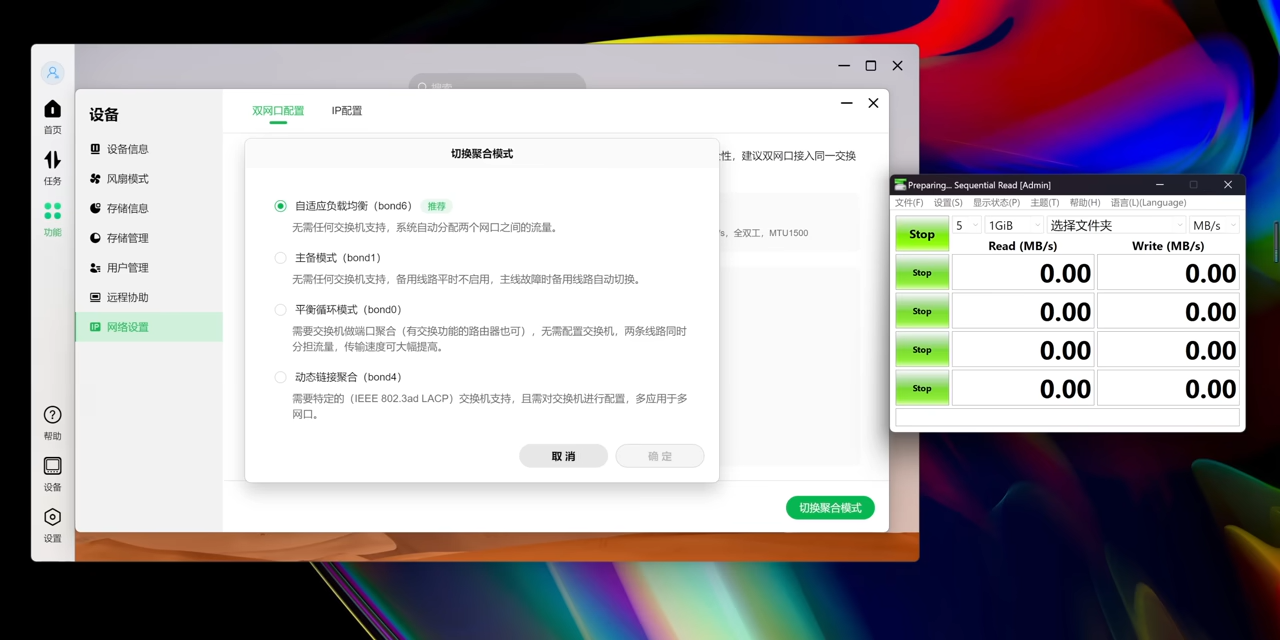 首页
任务
功能
帮助
设备
设置
搜索
设备
设备信息
风扇模式
存储信息
存储管理
用户管理
远程协助
网络设置
双网口配置
IP配置
性，建议双网口接入同一交换
/s，全双工，MTU1500
切换聚合模式
自适应负载均衡（bond6） 推荐
无需任何交换机支持，系统自动分配两个网口之间的流量。
主备模式（bond1）
无需任何交换机支持，备用线路平时不启用，主线故障时备用线路自动切换。
平衡循环模式（bond0）
需要交换机做端口聚合（有交换功能的路由器也可），无需配置交换机，两条线路同时
分担流量，传输速度可大幅提高。
动态链接聚合（bond4）
需要特定的（IEEE 802.3ad LACP）交换机支持，且需对交换机进行配置，多应用于多
网口。
取 消
确 定
切换聚合模式
Preparing... Sequential Read [Admin]
文件(F) 设置(S) 显示状态(P) 主题(T) 帮助(H) 语言(L)(Language)
Stop 5 1GiB 选择文件夹 MB/s
Read (MB/s) Write (MB/s)
Stop 0.00 0.00
Stop 0.00 0.00
Stop 0.00 0.00
Stop 0.00 0.00